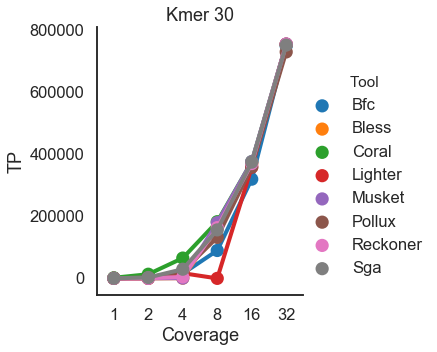 Kmer 30
800000
600000
400000
200000
0
TP
1 2 4 8 16 32
Coverage
Tool
Bfc
Bless
Coral
Lighter
Musket
Pollux
Reckoner
Sga